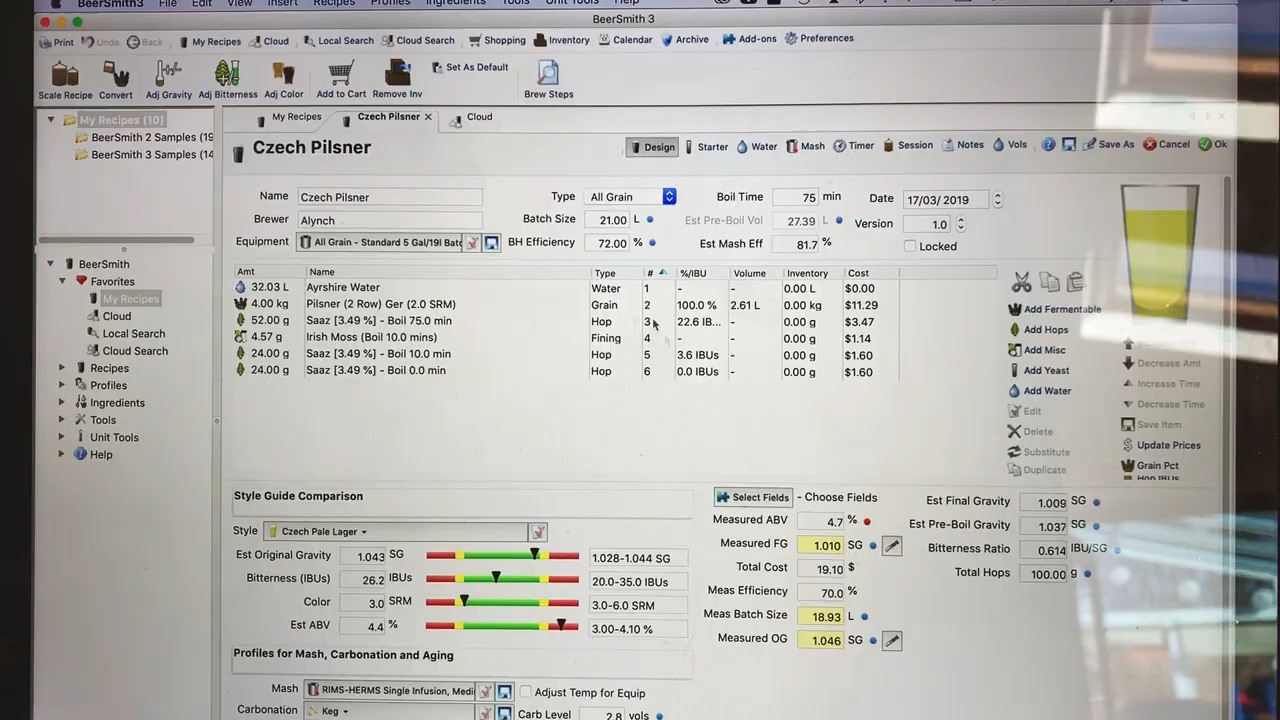 BeerSmith3 File Edit View Insert Recipes Profiles Ingredients Tools Unit Tools Help
BeerSmith 3
Print Undo Back My Recipes Cloud Local Search Cloud Search Shopping Inventory Calendar Archive Add-ons Preferences
Set As Default
Scale Recipe Convert Adj Gravity Adj Bitterness Adj Color Add to Cart Remove Inv Brew Steps
My Recipes (10)
BeerSmith 2 Samples (19
BeerSmith 3 Samples (14
BeerSmith
Favorites
My Recipes
Cloud
Local Search
Cloud Search
Recipes
Profiles
Ingredients
Tools
Unit Tools
Help
My Recipes Czech Pilsner Cloud
Czech Pilsner
Design Starter Water Mash Timer Session Notes Vols Save As Cancel Ok
Name Czech Pilsner Type All Grain Boil Time 75 min Date 17/03/ 2019
Brewer Alynch Batch Size 21.00 L Est Pre-Boil Vol 27.39 L Version 1.0
Equipment All Grain - Standard 5 Gal/19l Batc BH Efficiency 72.00 % Est Mash Eff 81.7 % Locked
Amt Name Type # %/IBU Volume Inventory Cost
32.03 L Ayrshire Water Water 1 - - 0.00 L $0.00
4.00 kg Pilsner (2 Row) Ger (2.0 SRM) Grain 2 100.0 % 2.61 L 0.00 kg $11.29
52.00 g Saaz [3.49 %] - Boil 75.0 min Hop 3 22.6 IB... - 0.00 g $3.47
4.57 g Irish Moss (Boil 10.0 mins) Fining 4 - - 0.00 g $1.14
24.00 g Saaz [3.49 %] - Boil 10.0 min Hop 5 3.6 IBUs - 0.00 g $1.60
24.00 g Saaz [3.49 %] - Boil 0.0 min Hop 6 0.0 IBUs - 0.00 g $1.60
Add Fermentable
Add Hops
Add Misc Decrease Amt
Add Yeast Increase Time
Add Water Decrease Time
Edit Save Item
Delete Update Prices
Substitute Grain Pct
Duplicate Hop IBUs
Style Guide Comparison
Style Czech Pale Lager
Est Original Gravity 1.043 SG 1.028-1.044 SG
Bitterness (IBUs) 26.2 IBUs 20.0-35.0 IBUs
Color 3.0 SRM 3.0-6.0 SRM
Est ABV 4.4 % 3.00-4.10 %
Select Fields - Choose Fields
Measured ABV 4.7 %
Measured FG 1.010 SG
Total Cost 19.10 $
Meas Efficiency 70.0 %
Meas Batch Size 18.93 L
Measured OG 1.046 SG
Est Final Gravity 1.009 SG
Est Pre-Boil Gravity 1.037 SG
Bitterness Ratio 0.614 IBU/SG
Total Hops 100.00 g
Profiles for Mash, Carbonation and Aging
Mash RIMS-HERMS Single Infusion, Medi Adjust Temp for Equip
Carbonation Keg Carb Level 2.8 vols